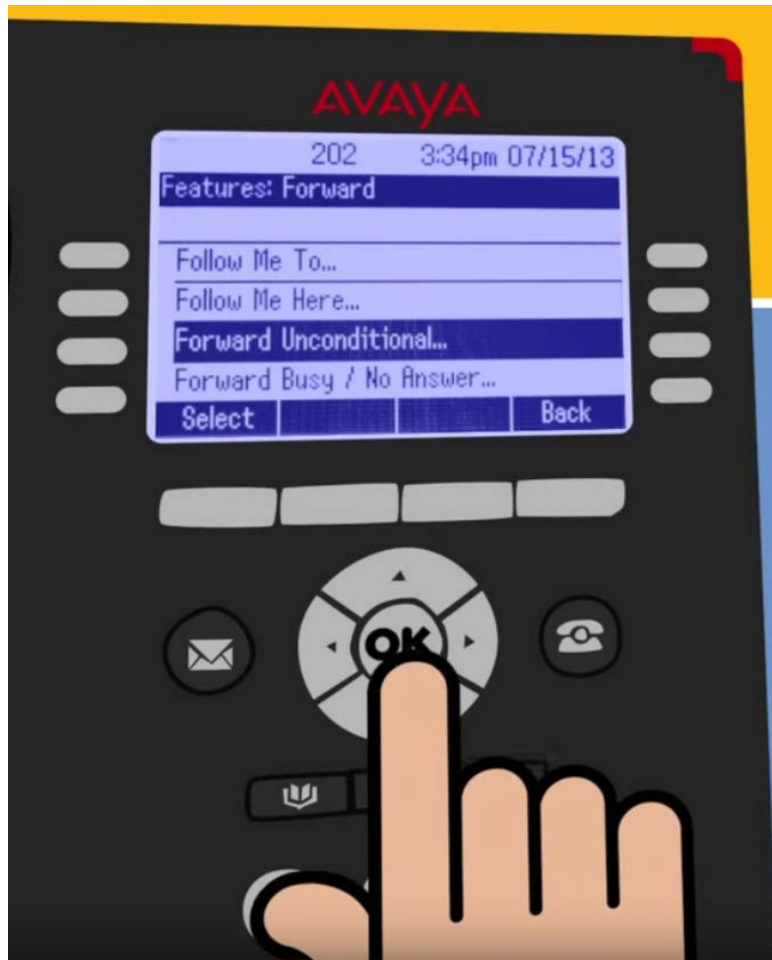 AVAYA
202 3:34pm 07/15/13
Features: Forward
Follow Me To...
Follow Me Here...
Forward Unconditional...
Forward Busy / No Answer...
Select Back
OK